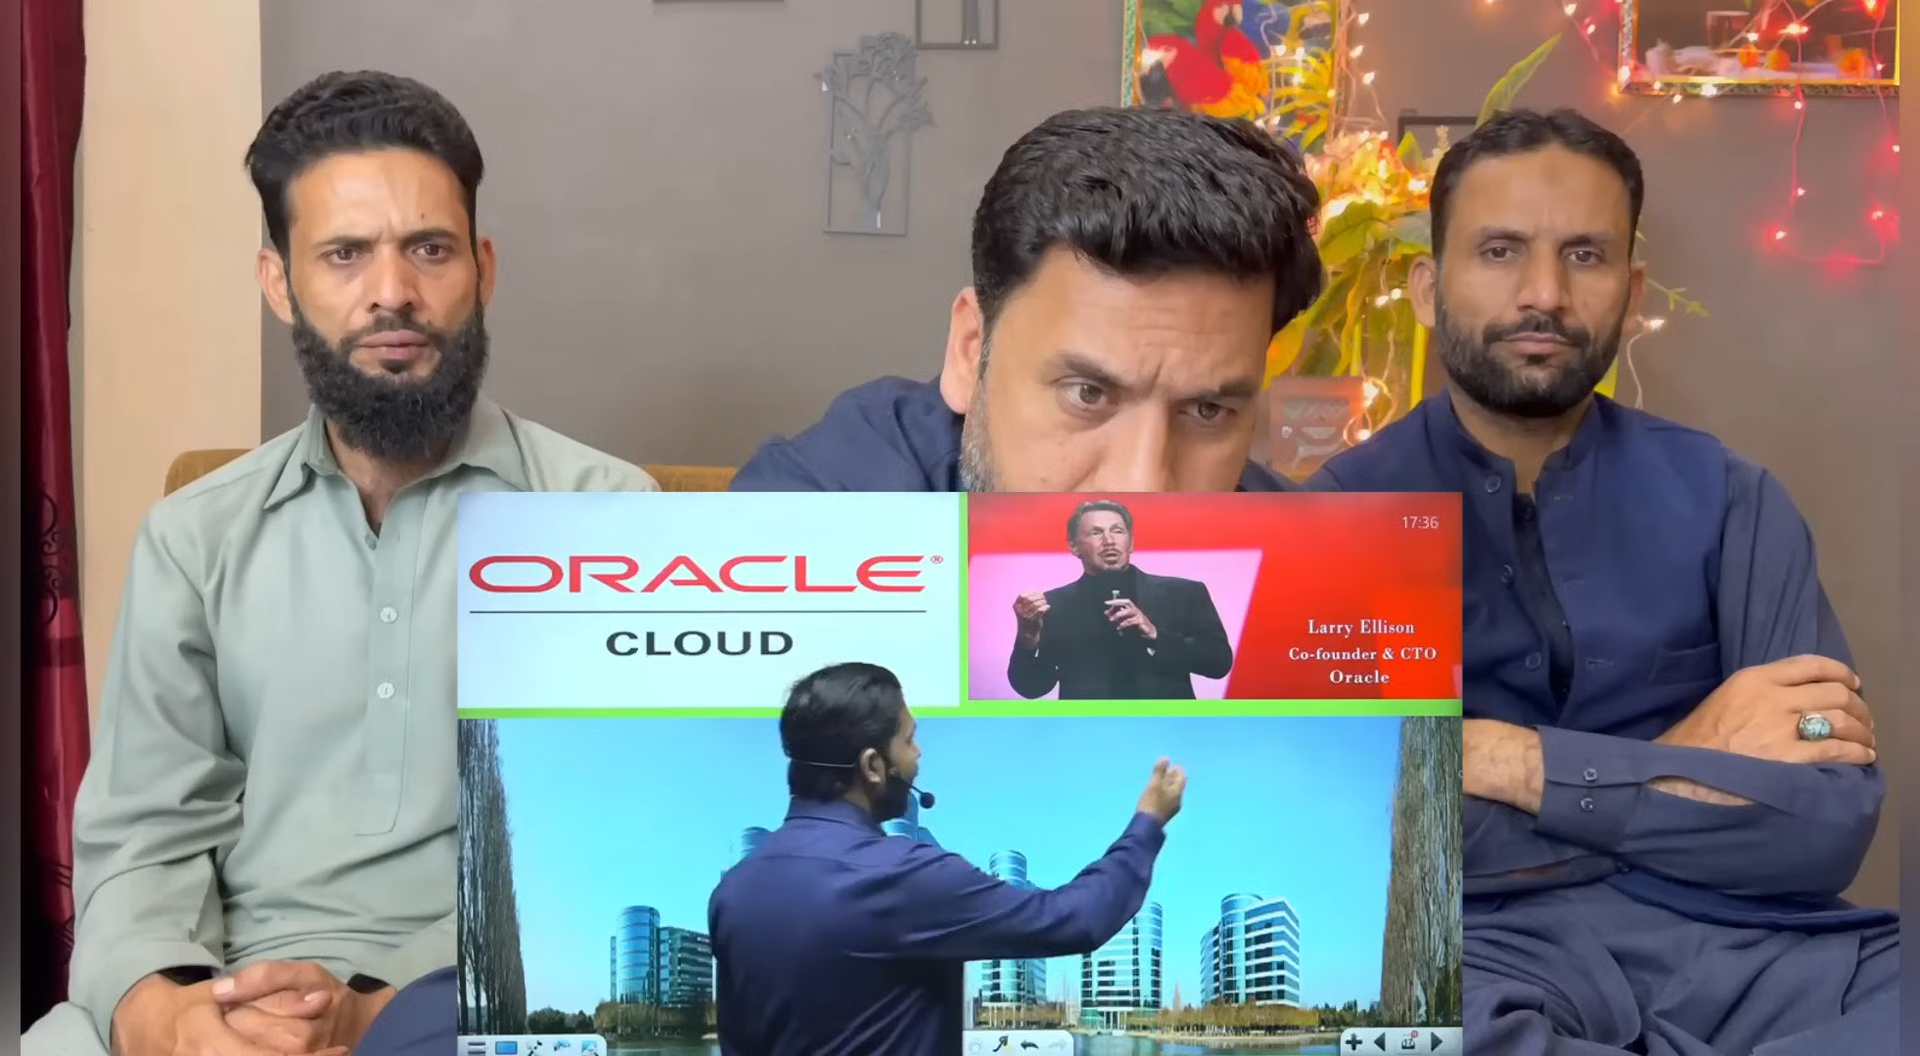 ORACLE®
CLOUD
17:36
Larry Ellison
Co-founder & CTO
Oracle